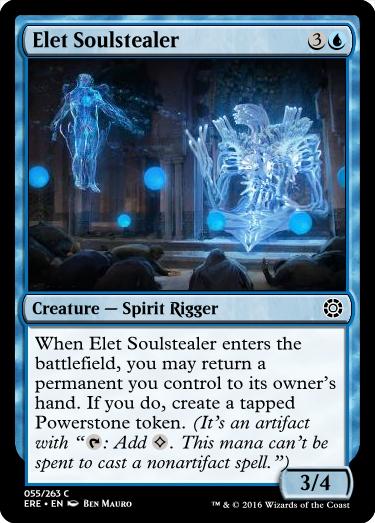 Elet Soulstealer 3
Creature — Spirit Rigger
When Elet Soulstealer enters the
battlefield, you may return a
permanent you control to its owner's
hand. If you do, create a tapped
Powerstone token. (It's an artifact
with “: Add . This mana can't be
spent to cast a nonartifact spell.”)
3/4
055/263 C
ERE • EN BEN MAURO ™ & © 2016 Wizards of the Coast